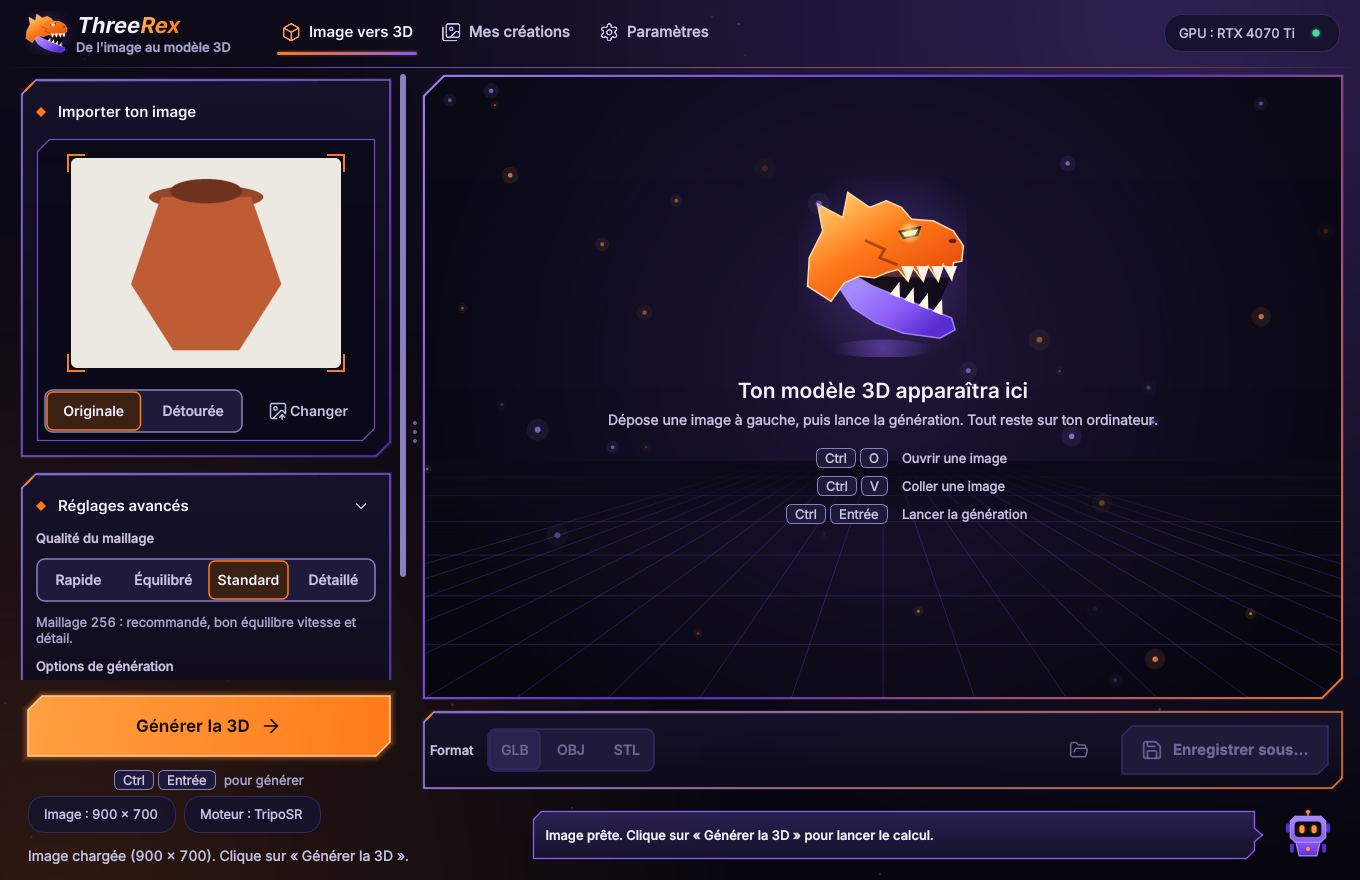 ThreeRex
De l'image au modèle 3D
Image vers 3D
Mes créations
Paramètres
GPU : RTX 4070 Ti
Importer ton image
Originale
Détourée
Changer
Réglages avancés
Qualité du maillage
Rapide
Équilibré
Standard
Détaillé
Maillage 256 : recommandé, bon équilibre vitesse et
détail.
Options de génération
Générer la 3D
Ctrl Entrée pour générer
Image : 900 × 700
Moteur : TripoSR
Image chargée (900 × 700). Clique sur « Générer la 3D ».
Ton modèle 3D apparaîtra ici
Dépose une image à gauche, puis lance la génération. Tout reste sur ton ordinateur.
Ctrl O Ouvrir une image
Ctrl V Coller une image
Ctrl Entrée Lancer la génération
Format
GLB
OBJ
STL
Enregistrer sous...
Image prête. Clique sur « Générer la 3D » pour lancer le calcul.